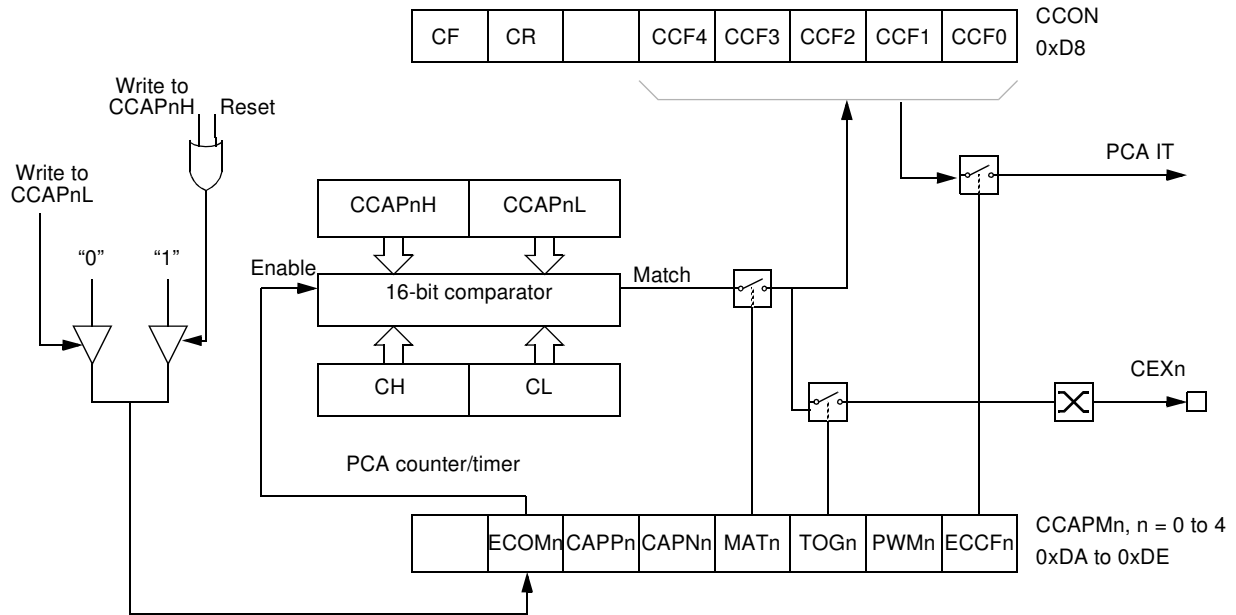 CF CR CCF4 CCF3 CCF2 CCF1 CCF0
CCON
0xD8
Write to
CCAPnH Reset
Write to
CCAPnL
PCA IT
CCAPnH CCAPnL
“0” “1”
Enable
16-bit comparator
Match
CH CL
CEXn
PCA counter/timer
ECOMn CAPPn CAPNn MATn TOGn PWMn ECCFn
CCAPMn, n = 0 to 4
0xDA to 0xDE